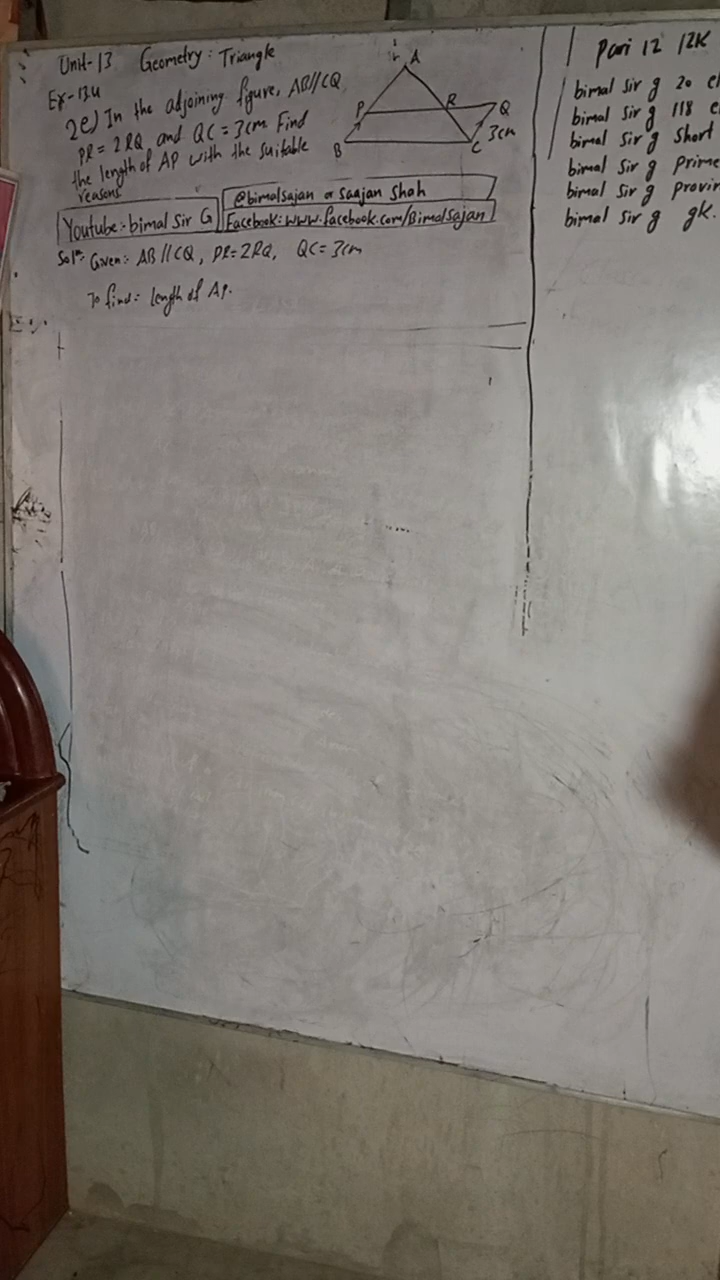 Unit-13 Geometry: Triangle
Ex-13.4
2e) In the adjoining figure, AB//CQ,
PR = 2RQ and QC = 3cm Find
the length of AP with the suitable
reasons
A
P
R
Q
B
C
3cm
Youtube:- bimal Sir G
@bimalsajan or Saajan Shah
Facebook: www.facebook.com/Bimalsajan
Solⁿ: Given:- AB//CQ, PR=2RQ, QC=3cm
To find:- length of AP.
12 12K
bimal Sir g 20
bimal Sir g 118
bimal Sir g Short
bimal Sir g prime
bimal Sir g
bimal Sir g gk.